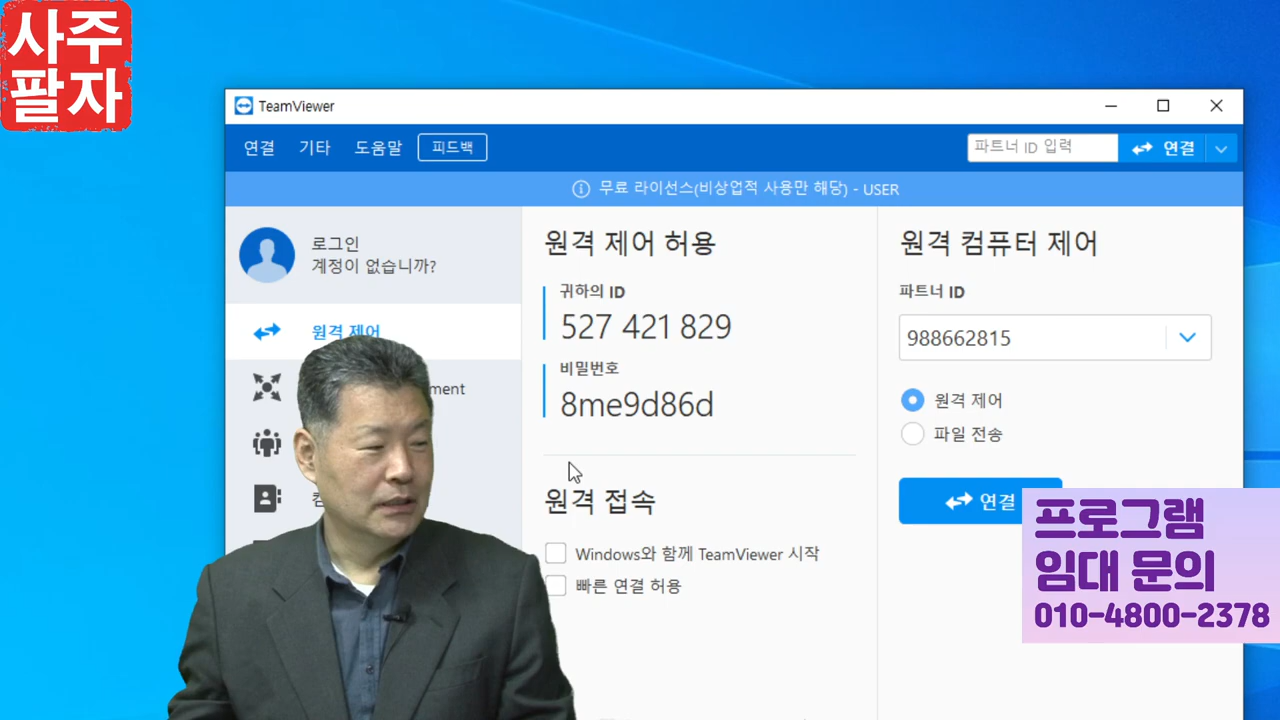 사주
팔자
TeamViewer
연결 기타 도움말 피드백
파트너 ID 입력 연결
무료 라이선스(비상업적 사용만 해당) - USER
로그인
계정이 없습니까?
원격 제어
ment
원격 제어 허용
귀하의 ID
527 421 829
비밀번호
8me9d86d
원격 접속
Windows와 함께 TeamViewer 시작
빠른 연결 허용
원격 컴퓨터 제어
파트너 ID
988662815
원격 제어
파일 전송
연결
프로그램
임대 문의
010-4800-2378